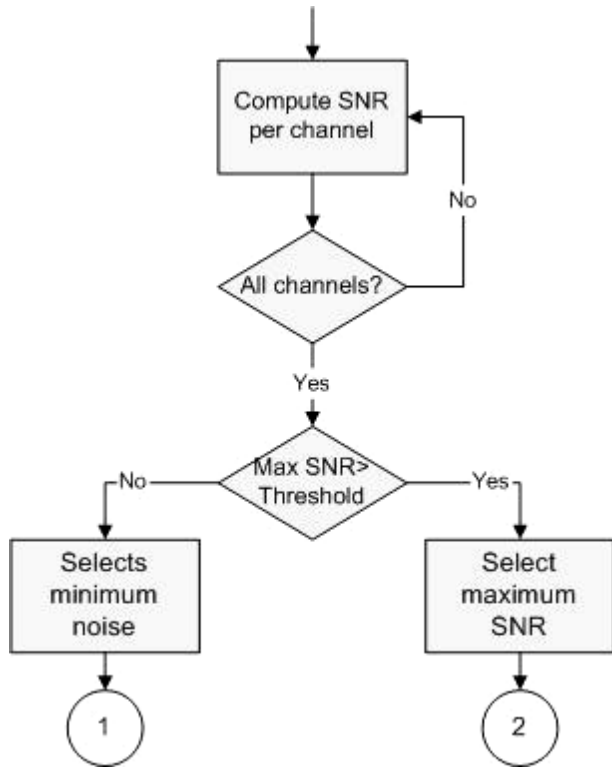 Compute SNR
per channel
No
All channels?
Yes
Max SNR>
Threshold
No
Yes
Selects
minimum
noise
Select
maximum
SNR
1
2